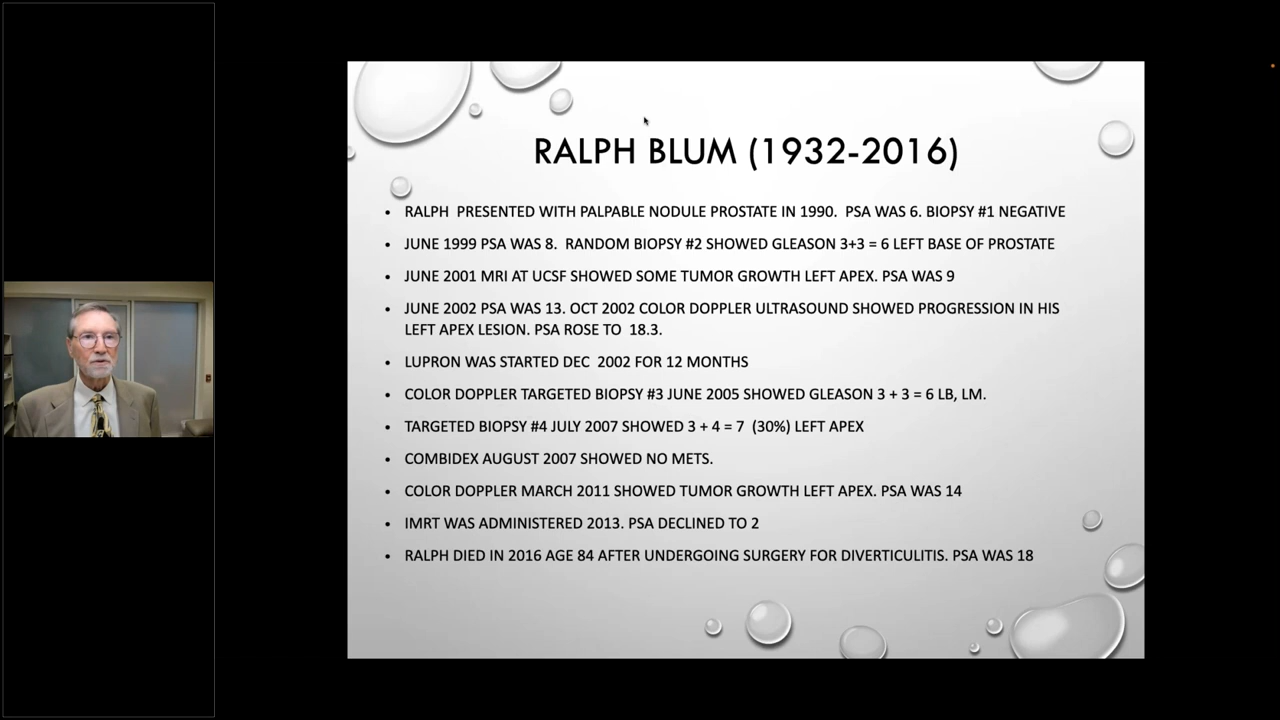 RALPH BLUM (1932-2016)
• RALPH PRESENTED WITH PALPABLE NODULE PROSTATE IN 1990. PSA WAS 6. BIOPSY #1 NEGATIVE
• JUNE 1999 PSA WAS 8. RANDOM BIOPSY #2 SHOWED GLEASON 3+3 = 6 LEFT BASE OF PROSTATE
• JUNE 2001 MRI AT UCSF SHOWED SOME TUMOR GROWTH LEFT APEX. PSA WAS 9
• JUNE 2002 PSA WAS 13. OCT 2002 COLOR DOPPLER ULTRASOUND SHOWED PROGRESSION IN HIS
LEFT APEX LESION. PSA ROSE TO 18.3.
• LUPRON WAS STARTED DEC 2002 FOR 12 MONTHS
• COLOR DOPPLER TARGETED BIOPSY #3 JUNE 2005 SHOWED GLEASON 3 + 3 = 6 LB, LM.
• TARGETED BIOPSY #4 JULY 2007 SHOWED 3 + 4 = 7 (30%) LEFT APEX
• COMBIDEX AUGUST 2007 SHOWED NO METS.
• COLOR DOPPLER MARCH 2011 SHOWED TUMOR GROWTH LEFT APEX. PSA WAS 14
• IMRT WAS ADMINISTERED 2013. PSA DECLINED TO 2
• RALPH DIED IN 2016 AGE 84 AFTER UNDERGOING SURGERY FOR DIVERTICULITIS. PSA WAS 18